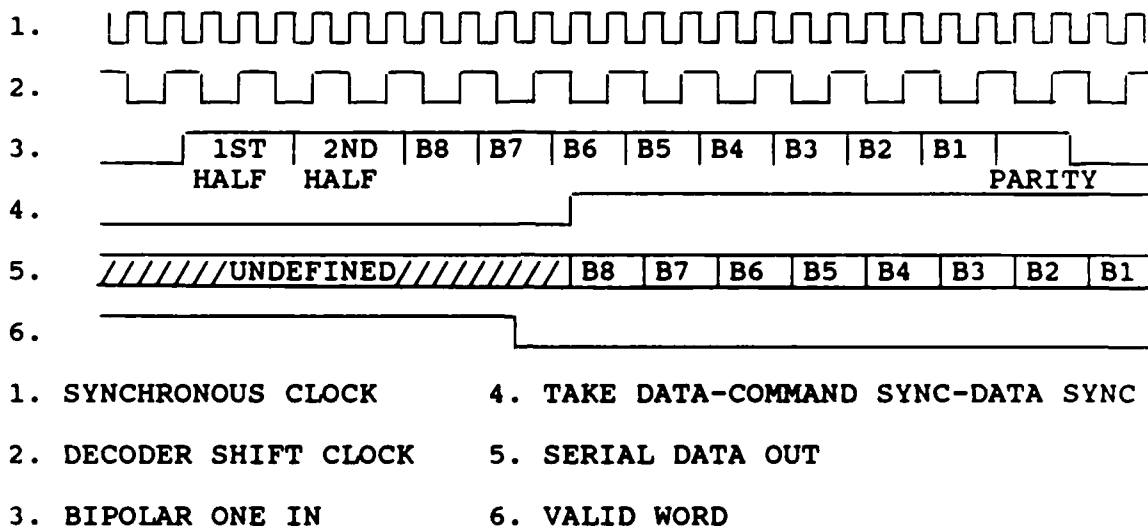 1.
2.
3. 1ST 2ND B8 B7 B6 B5 B4 B3 B2 B1
HALF HALF PARITY
4.
5. ///////UNDEFINED///////// B8 B7 B6 B5 B4 B3 B2 B1
6.
1. SYNCHRONOUS CLOCK 4. TAKE DATA-COMMAND SYNC-DATA SYNC
2. DECODER SHIFT CLOCK 5. SERIAL DATA OUT
3. BIPOLAR ONE IN 6. VALID WORD